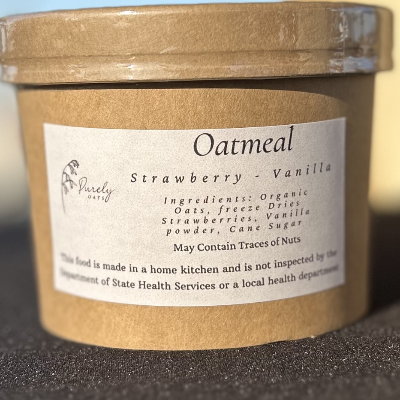 Oatmeal
Strawberry - Vanilla
Purely
OATS
Ingredients: Organic
Oats, freeze Dries
Strawberries, Vanilla
powder, Cane Sugar
May Contain Traces of Nuts
This food is made in a home kitchen and is not inspected by the
Department of State Health Services or a local health department